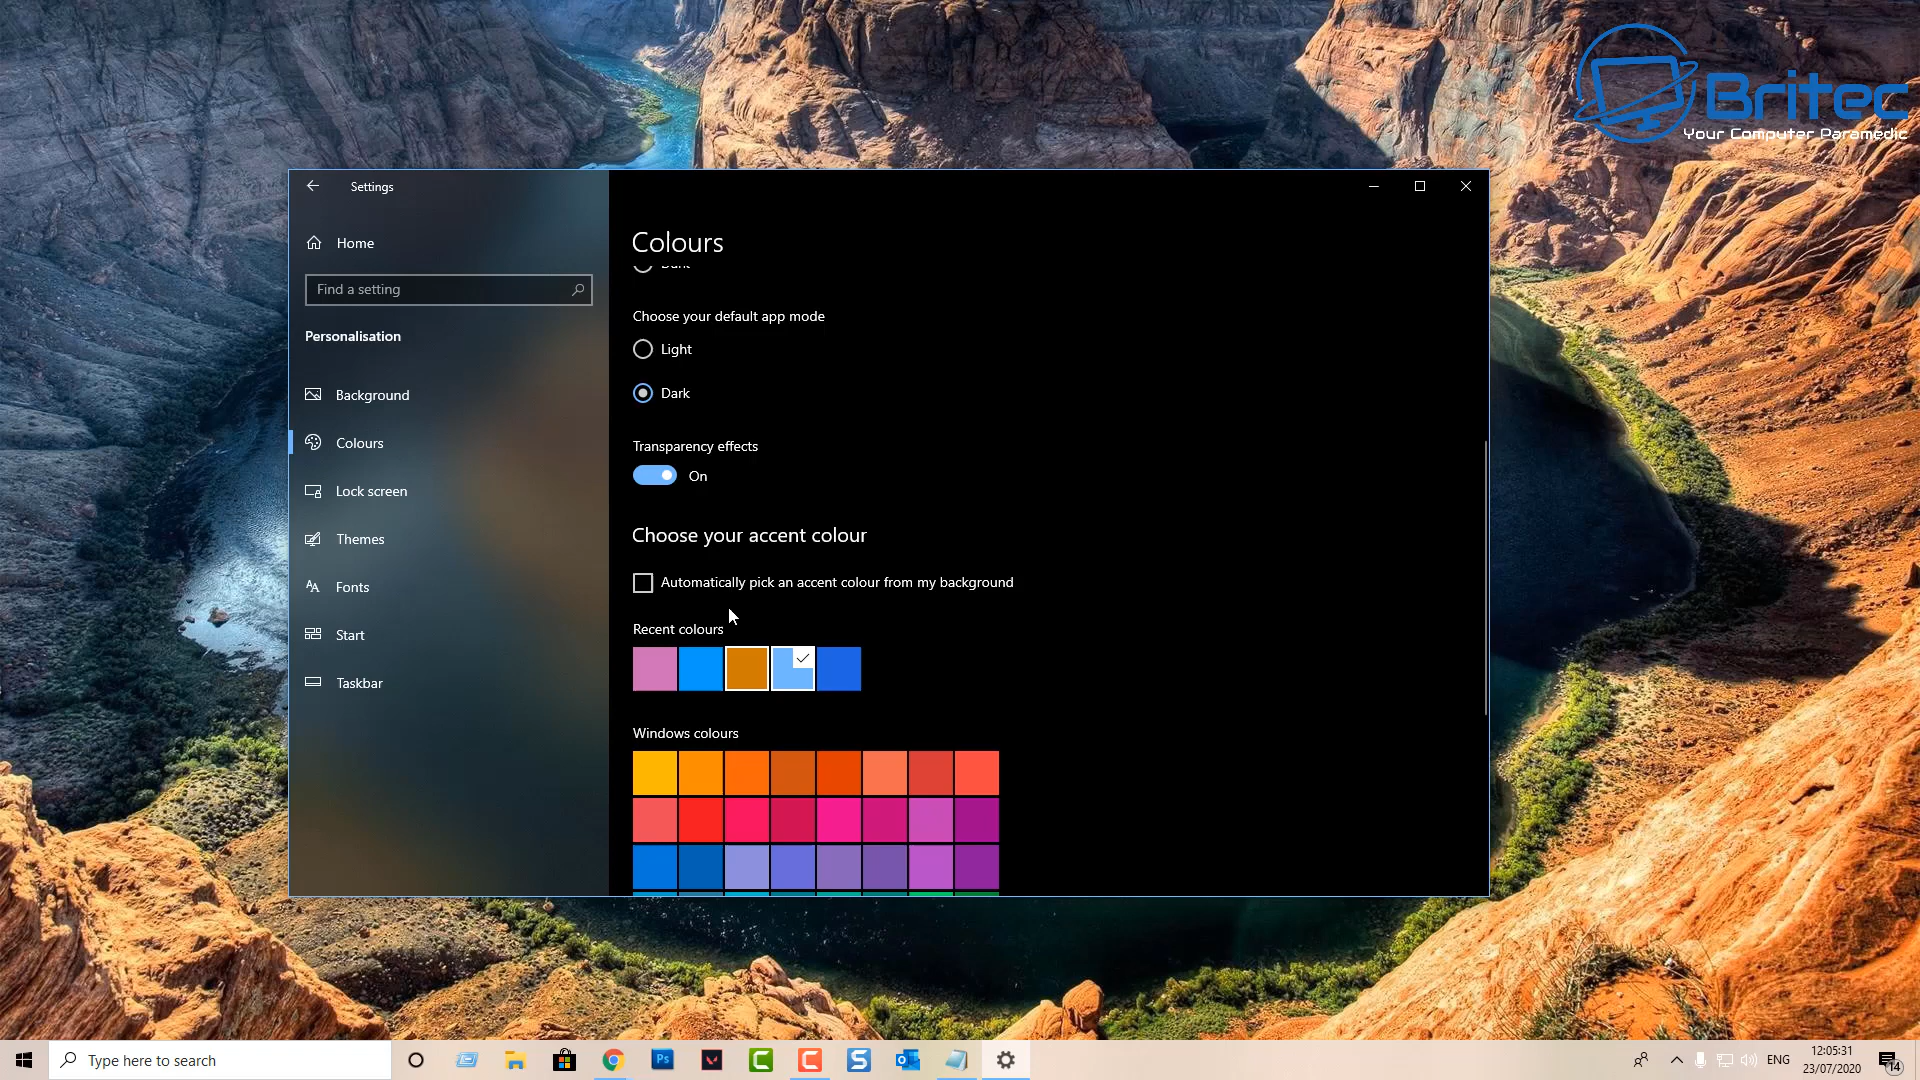 Britec
Your Computer Paramedic
Settings
Home
Find a setting
Personalisation
Background
Colours
Lock screen
Themes
Fonts
Start
Taskbar
Colours
Dark
Choose your default app mode
Light
Dark
Transparency effects
On
Choose your accent colour
Automatically pick an accent colour from my background
Recent colours
Windows colours
Type here to search
Ps
ENG
12:05:31
23/07/2020
14